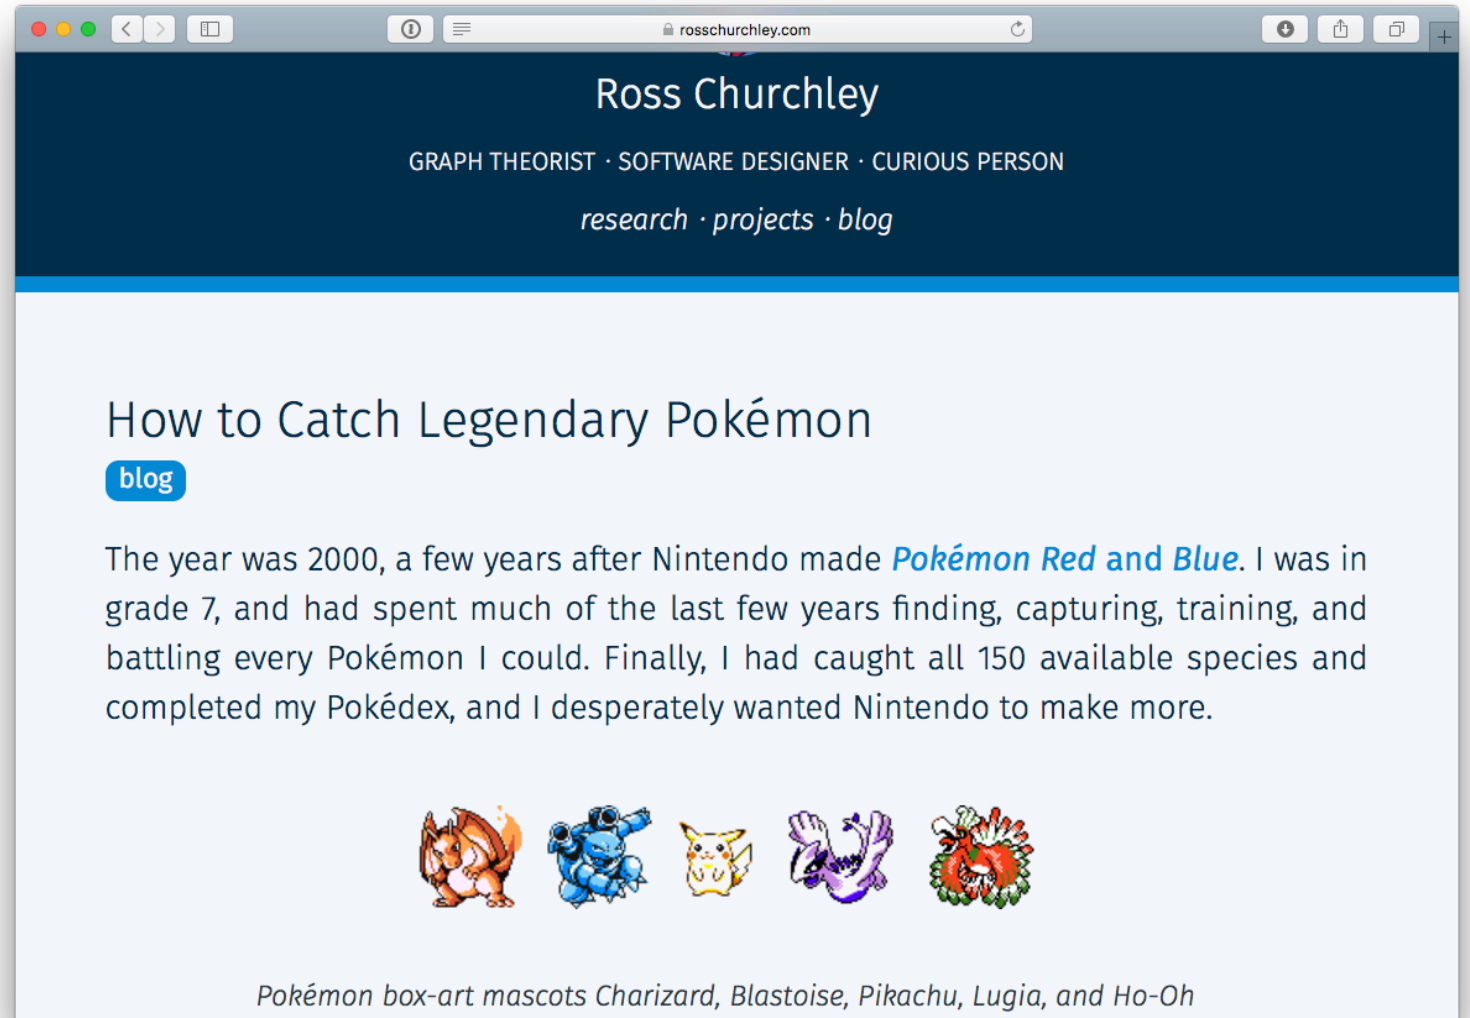 rosschurchley.com
Ross Churchley
GRAPH THEORIST · SOFTWARE DESIGNER · CURIOUS PERSON
research · projects · blog
How to Catch Legendary Pokémon
blog
The year was 2000, a few years after Nintendo made Pokémon Red and Blue. I was in
grade 7, and had spent much of the last few years finding, capturing, training, and
battling every Pokémon I could. Finally, I had caught all 150 available species and
completed my Pokédex, and I desperately wanted Nintendo to make more.
Pokémon box-art mascots Charizard, Blastoise, Pikachu, Lugia, and Ho-Oh